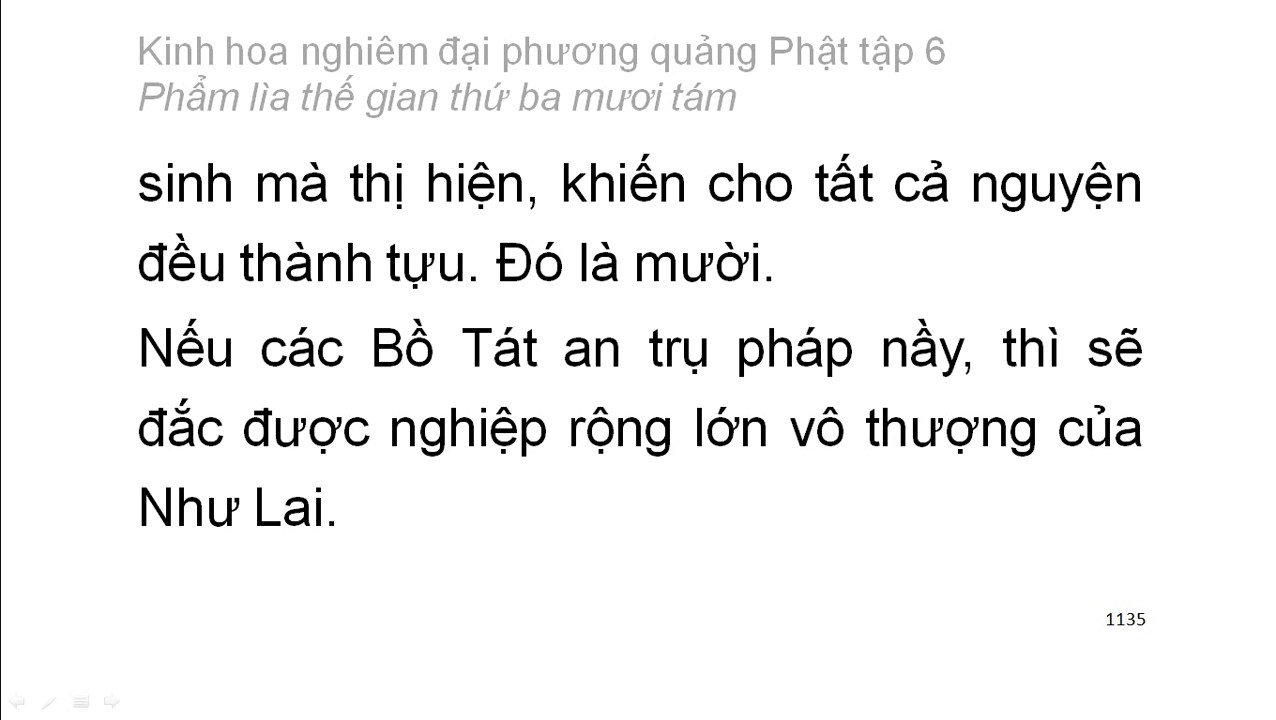 Kinh hoa nghiêm đại phương quảng Phật tập 6
Phẩm lìa thế gian thứ ba mươi tám
sinh mà thị hiện, khiến cho tất cả nguyện
đều thành tựu. Đó là mười.
Nếu các Bồ Tát an trụ pháp nầy, thì sẽ
đắc được nghiệp rộng lớn vô thượng của
Như Lai.
1135